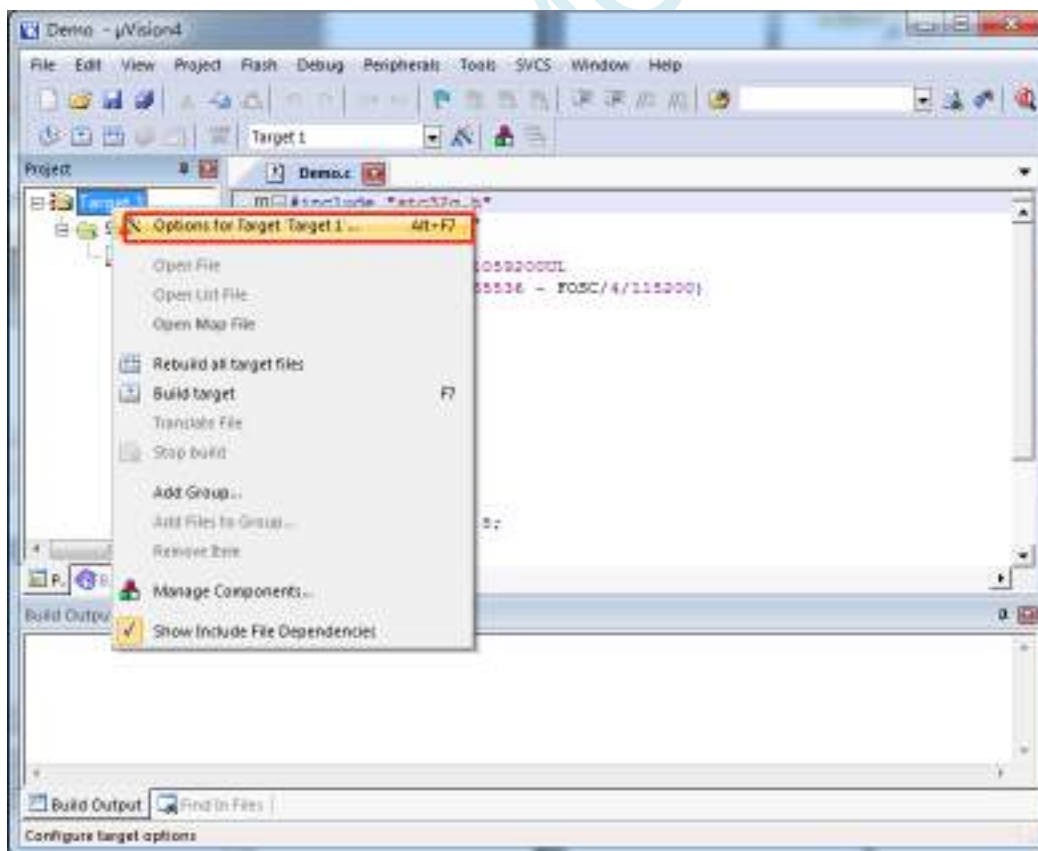 Demo - µVision4
File Edit View Project Flash Debug Peripherals Tools SVCS Window Help
Target 1
Project
Demo.c
Target 1
#include "stc32g.h"
Options for Target 'Target 1'... Alt+F7
Open File
1059200UL
Open List File
65536 - FOSC/4/115200)
Open Map File
Rebuild all target files
Build target F7
Translate File
Stop build
Add Group...
Add Files to Group...
Remove Item
Manage Components...
Build Output
Show Include File Dependencies
Build Output Find In Files
Configure target options